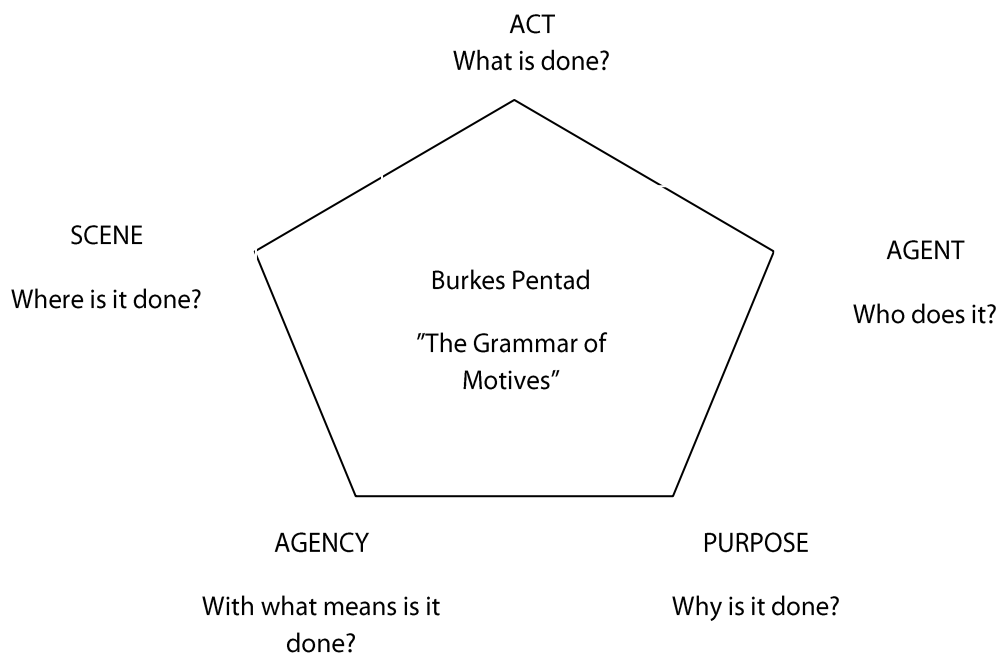 ACT
What is done?
SCENE
Where is it done?
AGENT
Who does it?
Burkes Pentad
”The Grammar of
Motives”
AGENCY
With what means is it
done?
PURPOSE
Why is it done?